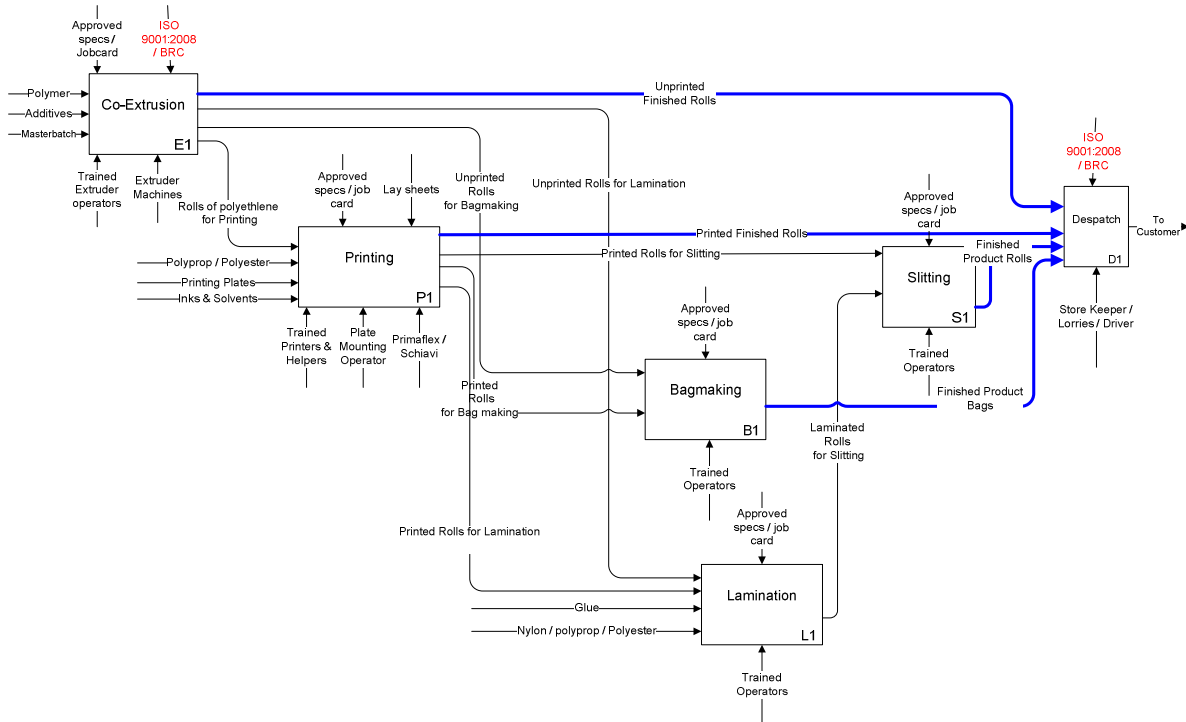 Approved
specs / 
Jobcard
ISO
9001:2008
/ BRC
Polymer
Additives
Masterbatch
Co-Extrusion
E1
Trained
Extruder
operators
Extruder
Machines
Unprinted
Finished Rolls
Unprinted
Rolls
for Bagmaking
Unprinted Rolls for Lamination
Rolls of polyethlene
for Printing
Approved
specs / job
card
Lay sheets
Polyprop / Polyester
Printing Plates
Inks & Solvents
Printing
P1
Trained
Printers &
Helpers
Plate
Mounting
Operator
Primaflex /
Schiavi
Printed Finished Rolls
Printed Rolls for Slitting
Printed
Rolls
for Bag making
Printed Rolls for Lamination
Approved
specs / job
card
Slitting
S1
Trained
Operators
Finished
Product Rolls
Approved
specs / job
card
Bagmaking
B1
Trained
Operators
Finished Product
Bags
Laminated
Rolls
for Slitting
Approved
specs / job
card
Glue
Nylon / polyprop / Polyester
Lamination
L1
Trained
Operators
ISO
9001:2008
/ BRC
Despatch
D1
To
Customer
Store Keeper /
Lorries / Driver